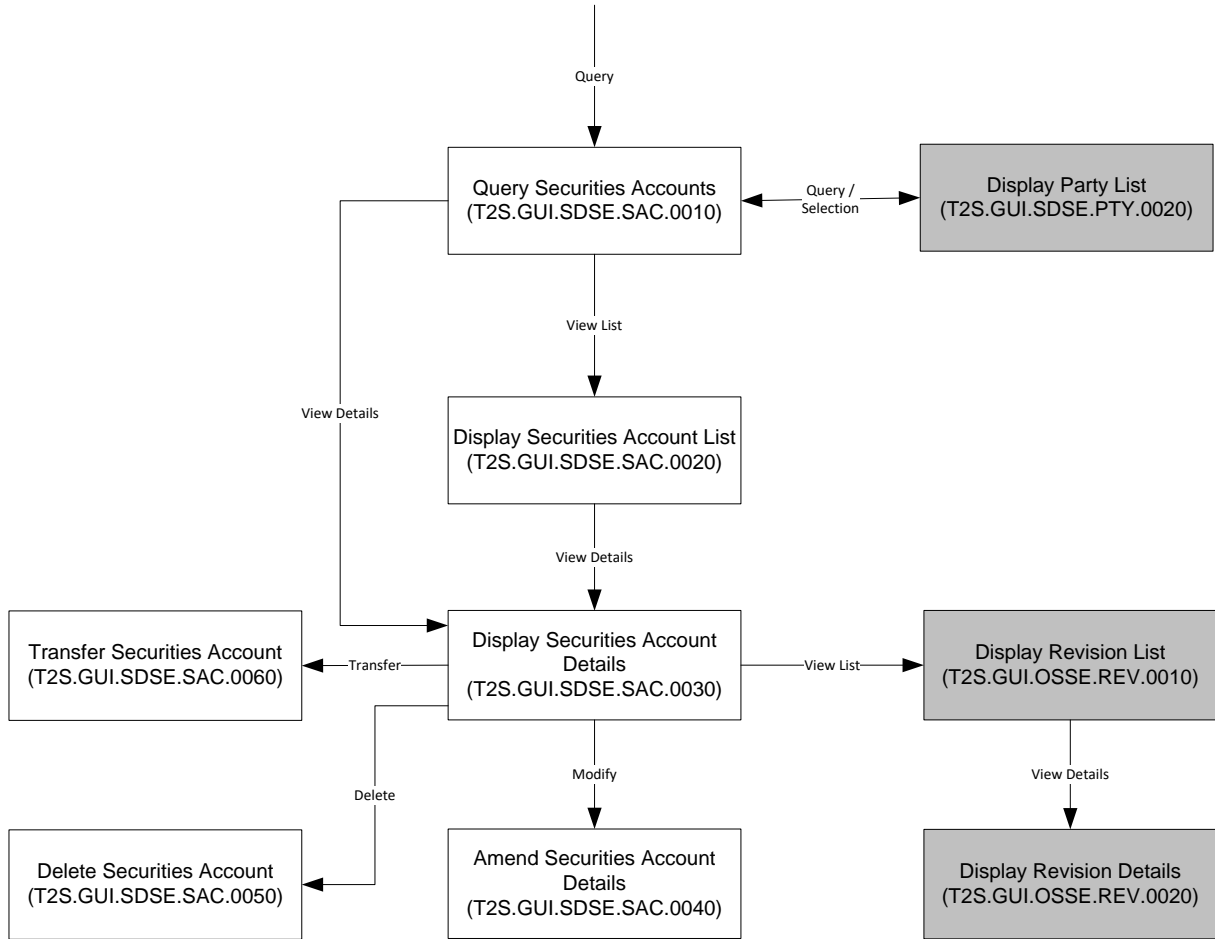 Query
Query Securities Accounts
(T2S.GUI.SDSE.SAC.0010)
Query /
Selection
Display Party List
(T2S.GUI.SDSE.PTY.0020)
View List
View Details
Display Securities Account List
(T2S.GUI.SDSE.SAC.0020)
View Details
Transfer Securities Account
(T2S.GUI.SDSE.SAC.0060)
Transfer
Display Securities Account
Details
(T2S.GUI.SDSE.SAC.0030)
View List
Display Revision List
(T2S.GUI.OSSE.REV.0010)
Delete
Modify
View Details
Delete Securities Account
(T2S.GUI.SDSE.SAC.0050)
Amend Securities Account
Details
(T2S.GUI.SDSE.SAC.0040)
Display Revision Details
(T2S.GUI.OSSE.REV.0020)